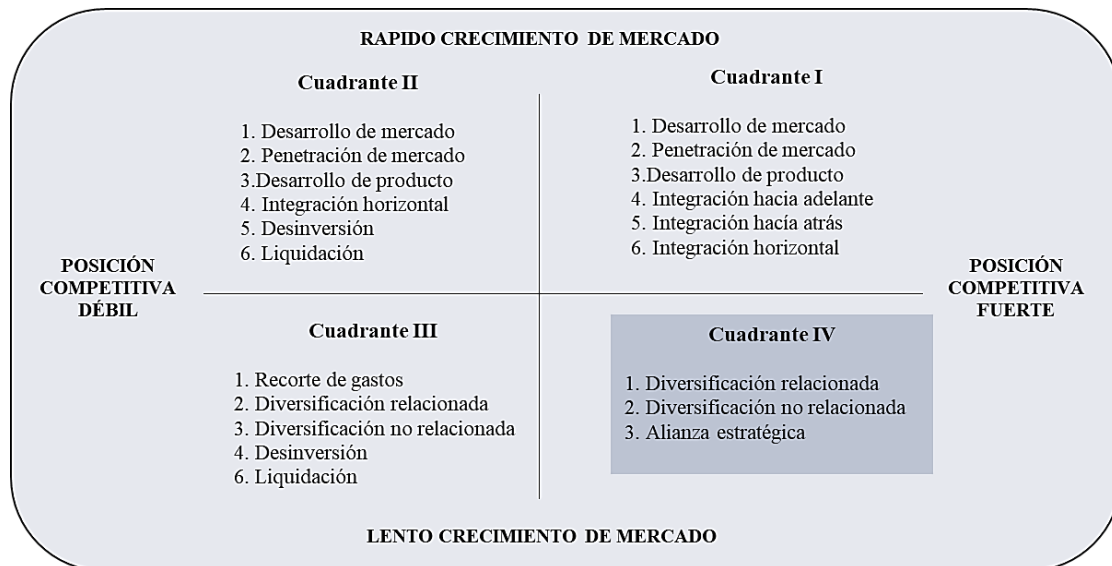 RAPIDO CRECIMIENTO DE MERCADO
Cuadrante II
1. Desarrollo de mercado
2. Penetración de mercado
3.Desarrollo de producto
4. Integración horizontal
5. Desinversión
6. Liquidación
Cuadrante I
1. Desarrollo de mercado
2. Penetración de mercado
3.Desarrollo de producto
4. Integración hacia adelante
5. Integración hacía atrás
6. Integración horizontal
POSICIÓN
COMPETITIVA
DÉBIL
POSICIÓN
COMPETITIVA
FUERTE
Cuadrante III
1. Recorte de gastos
2. Diversificación relacionada
3. Diversificación no relacionada
4. Desinversión
6. Liquidación
Cuadrante IV
1. Diversificación relacionada
2. Diversificación no relacionada
3. Alianza estratégica
LENTO CRECIMIENTO DE MERCADO